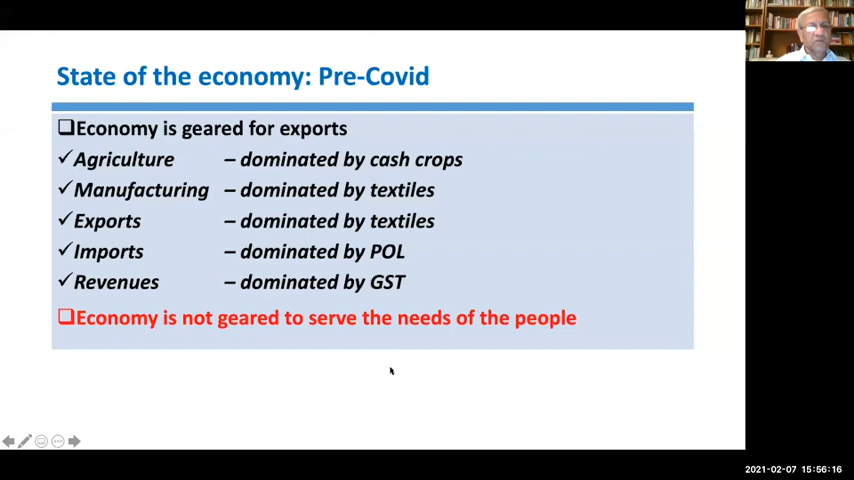 State of the economy: Pre-Covid
❑Economy is geared for exports
✓Agriculture – dominated by cash crops
✓Manufacturing – dominated by textiles
✓Exports – dominated by textiles
✓Imports – dominated by POL
✓Revenues – dominated by GST
❑Economy is not geared to serve the needs of the people
2021-02-07 15:56:16